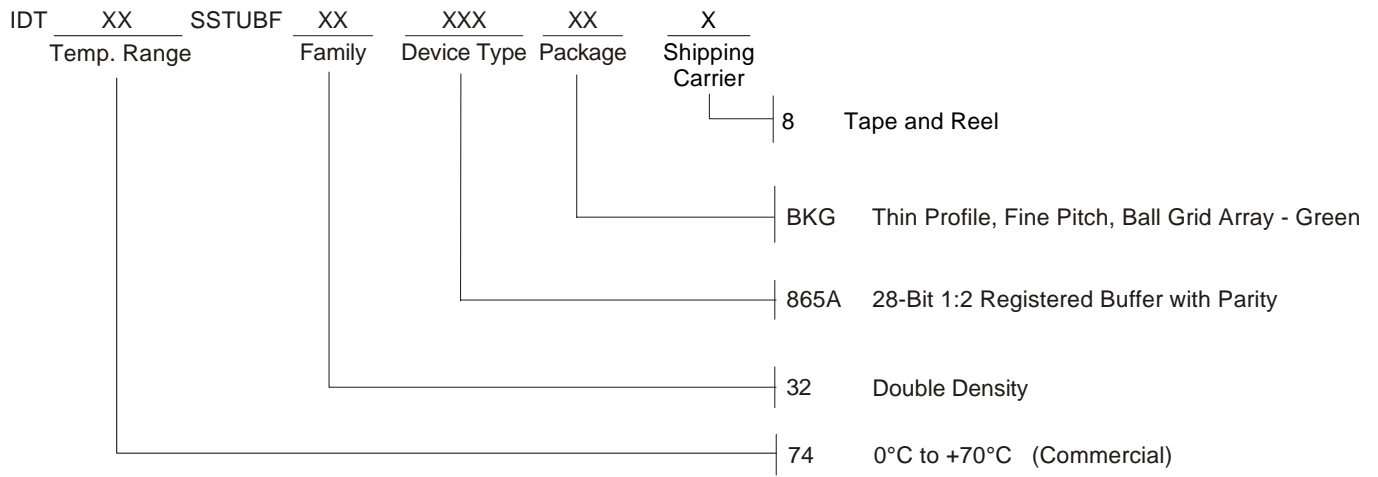 IDT XX SSTUBF XX XXX XX X
Temp. Range Family Device Type Package Shipping
Carrier
8 Tape and Reel
BKG Thin Profile, Fine Pitch, Ball Grid Array - Green
865A 28-Bit 1:2 Registered Buffer with Parity
32 Double Density
74 0°C to +70°C (Commercial)